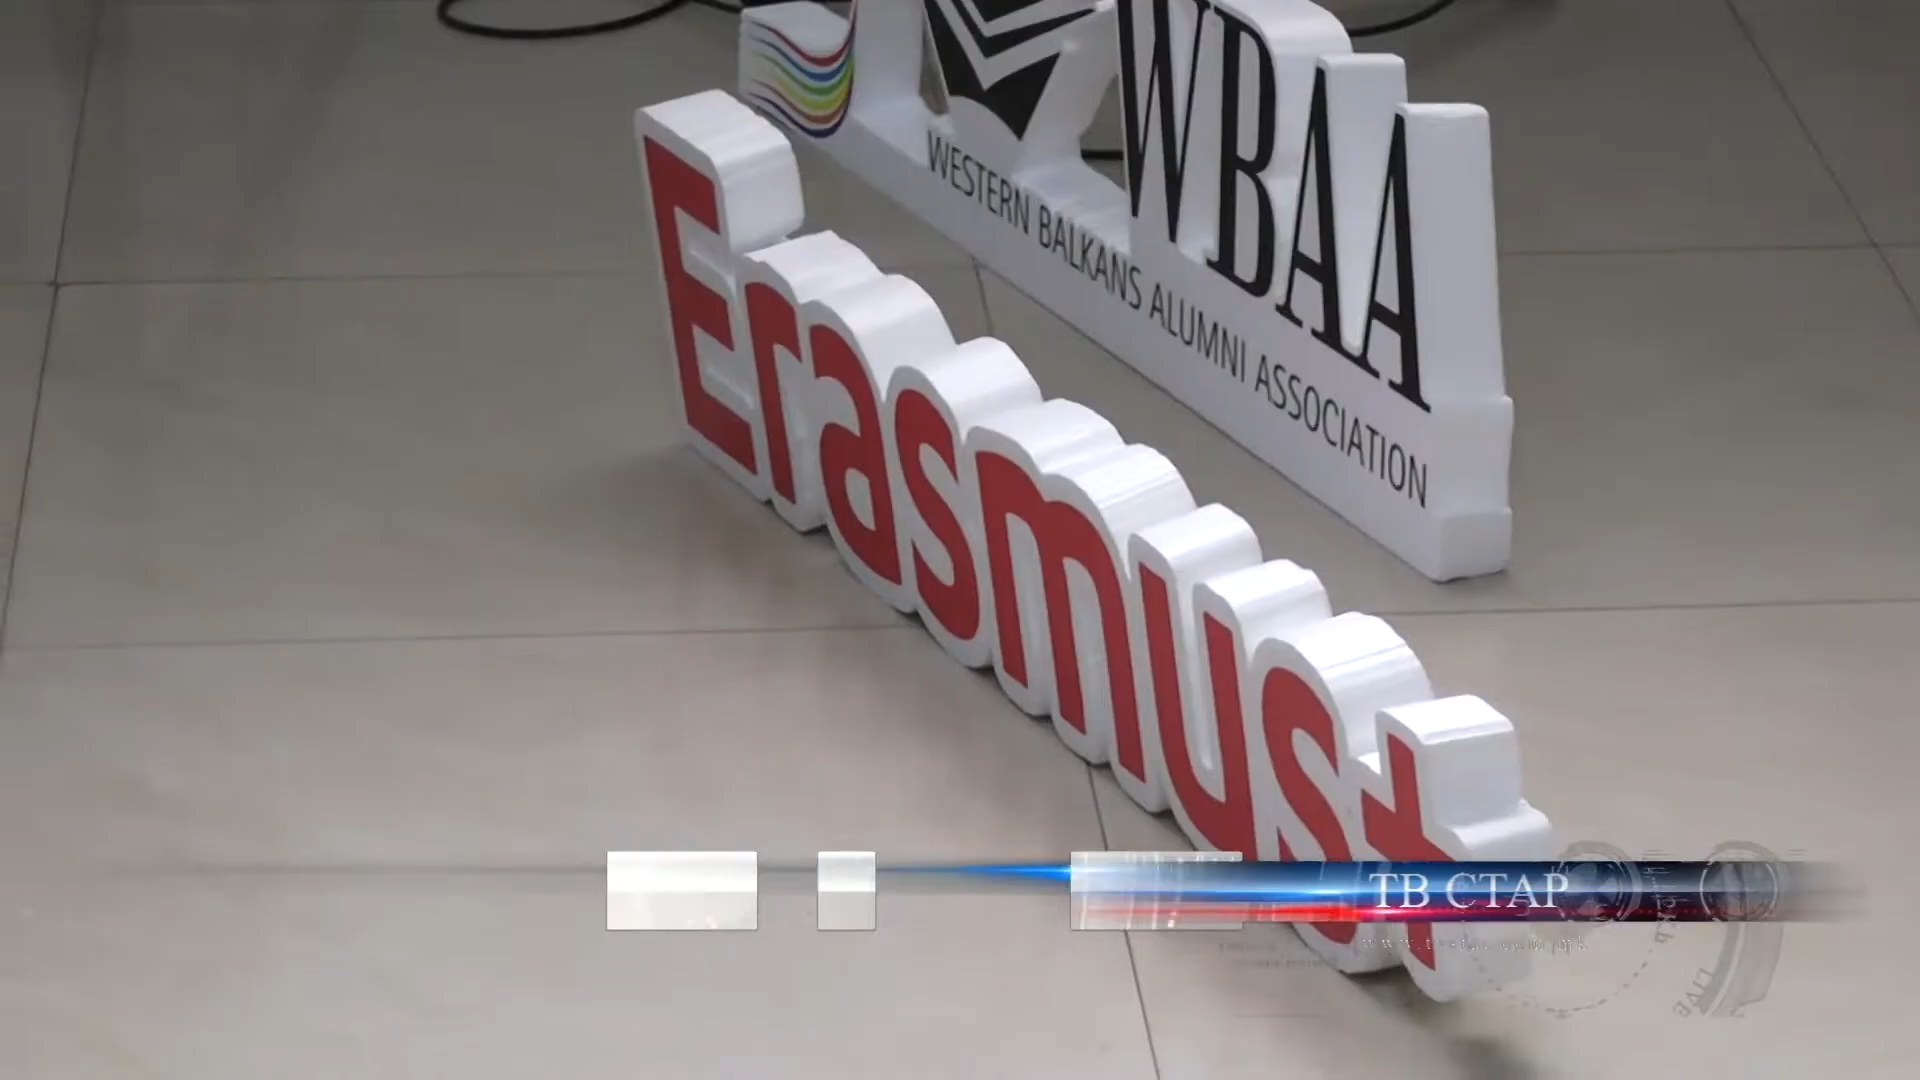 WBAA
WESTERN BALKANS ALUMNI ASSOCIATION
Erasmus+
ТВ СТАР